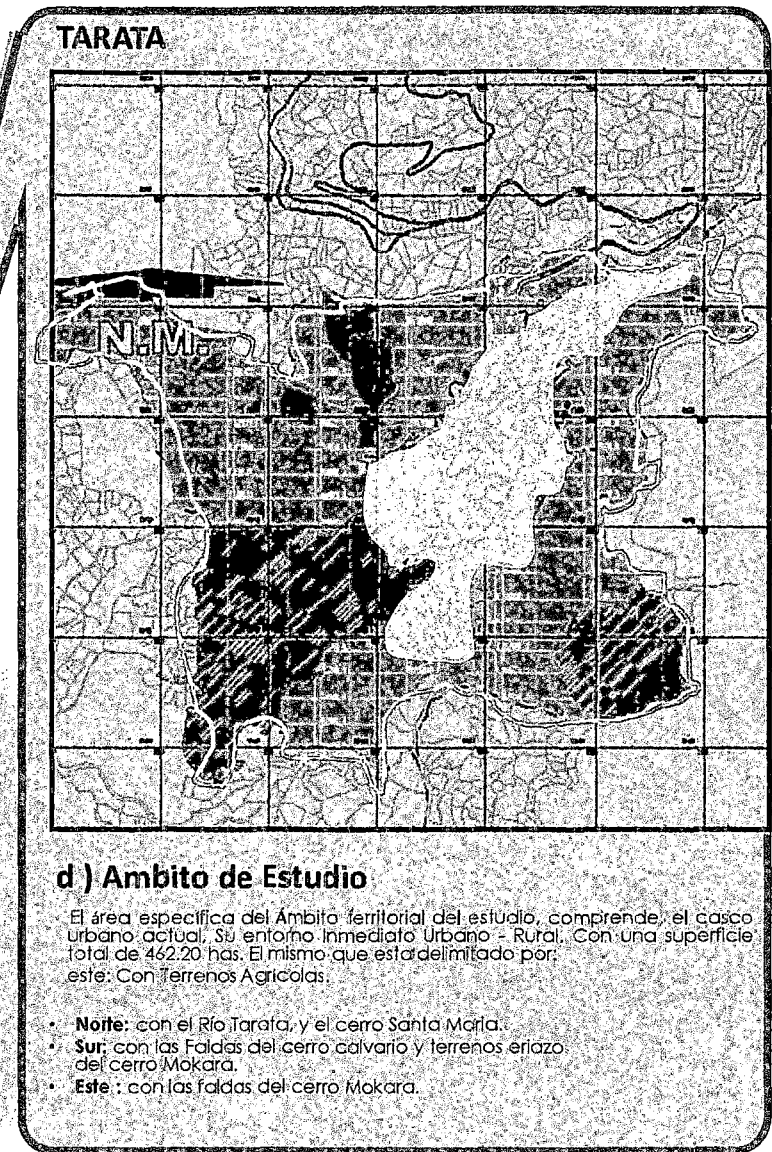 TARATA
N.M.
d ) Ambito de Estudio
El área específica del Ámbito territorial del estudio, comprende, el casco
urbano actual, Su entorno Inmediato Urbano - Rural, Con una superficie
total de 462.20 has. El mismo que esta delimitado por:
este: Con Terrenos Agricolas.
• Norte: con el Río Tarata, y el cerro Santa María.
• Sur: con las Faldas del cerro calvario y terrenos eriazo
del cerro Mokara.
• Este : con las faldas del cerro Mokara.